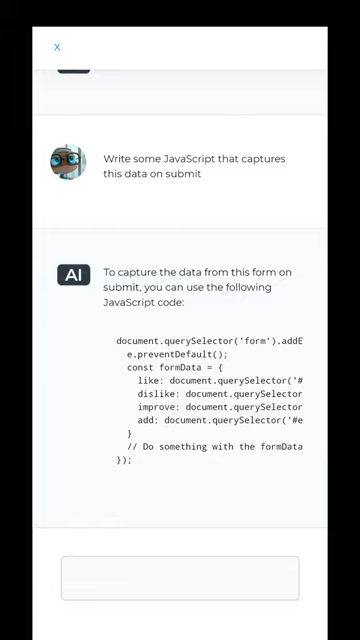 X
Write some JavaScript that captures
this data on submit
AI
To capture the data from this form on
submit, you can use the following
JavaScript code:
document.querySelector('form').addE
e.preventDefault();
const formData = {
like: document.querySelector('#
dislike: document.querySelector
improve: document.querySelector
add: document.querySelector('#e
}
// Do something with the formData
});